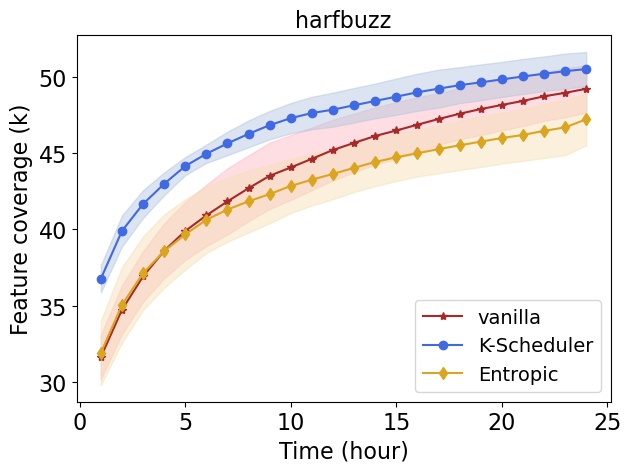 harfbuzz
Feature coverage (k)
50
45
40
35
30
0 5 10 15 20 25
Time (hour)
vanilla
K-Scheduler
Entropic